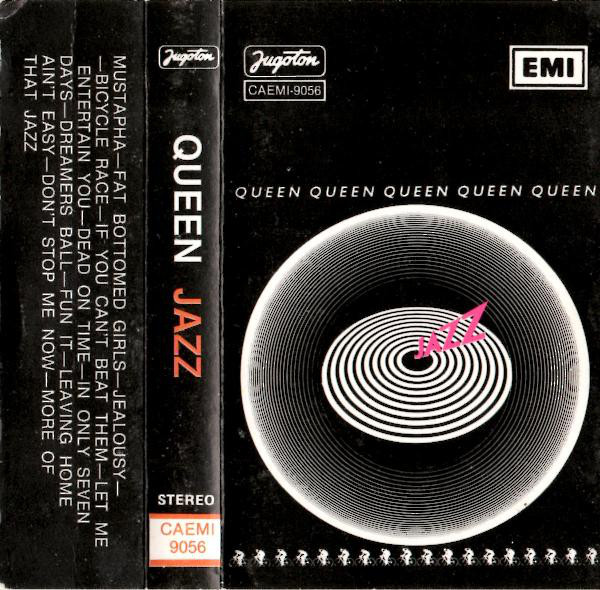 MUSTAPHA—FAT BOTTOMED GIRLS—JEALOUSY—
—BICYCLE RACE—IF YOU CAN'T BEAT THEM—LET ME
ENTERTAIN YOU—DEAD ON TIME—IN ONLY SEVEN
DAYS—DREAMERS BALL—FUN IT—LEAVING HOME
AIN'T EASY—DON'T STOP ME NOW—MORE OF
THAT JAZZ
Jugoton
QUEEN JAZZ
STEREO
CAEMI
9056
Jugoton
CAEMI-9056
EMI
QUEEN QUEEN QUEEN QUEEN QUEEN
JAZZ